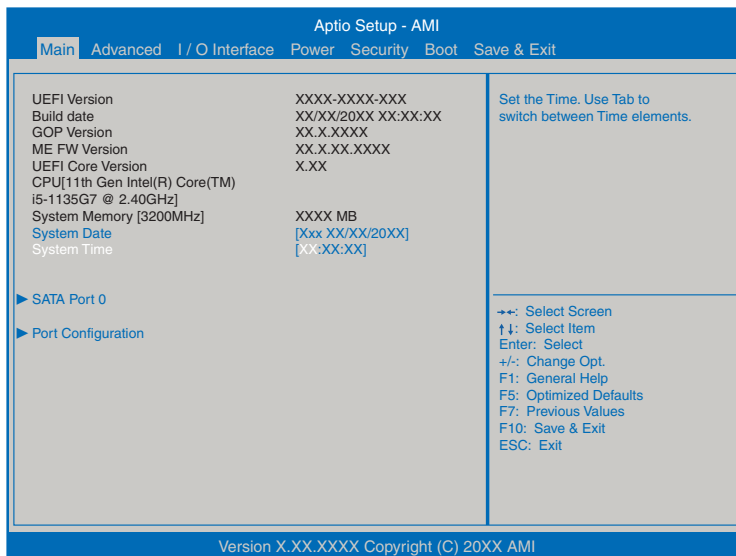 Aptio Setup - AMI
Main Advanced I / O Interface Power Security Boot Save & Exit
UEFI Version XXXX-XXXX-XXX
Build date XX/XX/20XX XX:XX:XX
GOP Version XX.X.XXXX
ME FW Version XX.X.XX.XXXX
UEFI Core Version X.XX
CPU[11th Gen Intel(R) Core(TM)
i5-1135G7 @ 2.40GHz]
System Memory [3200MHz] XXXX MB
System Date [Xxx XX/XX/20XX]
System Time [XX:XX:XX]
▶ SATA Port 0
▶ Port Configuration
Set the Time. Use Tab to
switch between Time elements.
→←: Select Screen
↑↓: Select Item
Enter: Select
+/-: Change Opt.
F1: General Help
F5: Optimized Defaults
F7: Previous Values
F10: Save & Exit
ESC: Exit
Version X.XX.XXXX Copyright (C) 20XX AMI